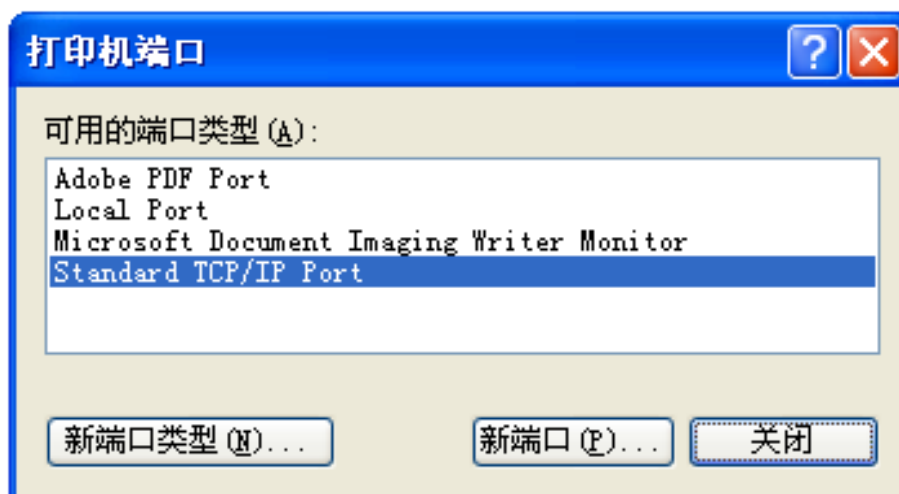 打印机端口
可用的端口类型(A):
Adobe PDF Port
Local Port
Microsoft Document Imaging Writer Monitor
Standard TCP/IP Port
新端口类型(N)... 新端口(P)... 关闭